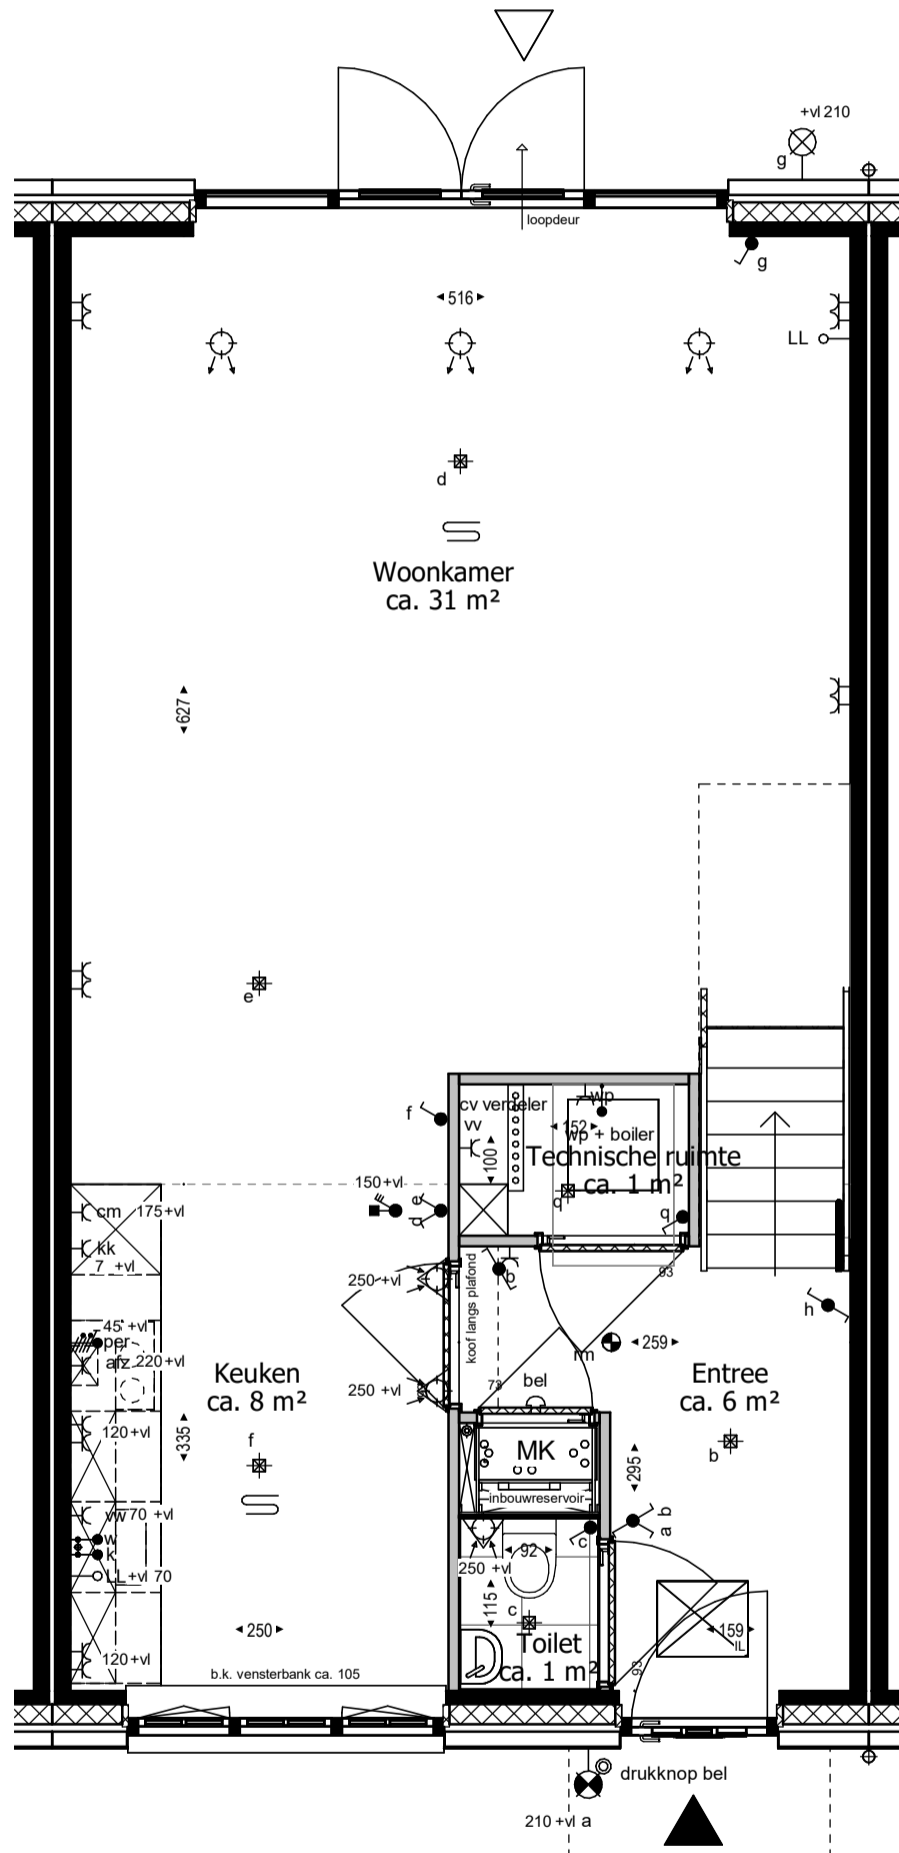 +vl 210
g
loopdeur
g
516
LL
d
Woonkamer
ca. 31 m²
627
e
f
cv verdeler
vv
wp
152
wp + boiler
100
Technische ruimte
ca. 1 m²
150+vl
e
d
q
q
cm 175+vl
kk
7 +vl
250 +vl
b
koof langs plafond
93
h
45 +vl
per
afz 220+vl
rm
259
Keuken
ca. 8 m²
250 +vl
73
bel
Entree
ca. 6 m²
120+vl
335
f
MK
b
295
inbouwreservoir
vw 70 +vl
w
k
LL+vl 70
c
b
a
92
250 +vl
115
c
250
120+vl
Toilet
ca. 1 m²
159
IL
93
b.k. vensterbank ca. 105
drukknop bel
210 +vl a